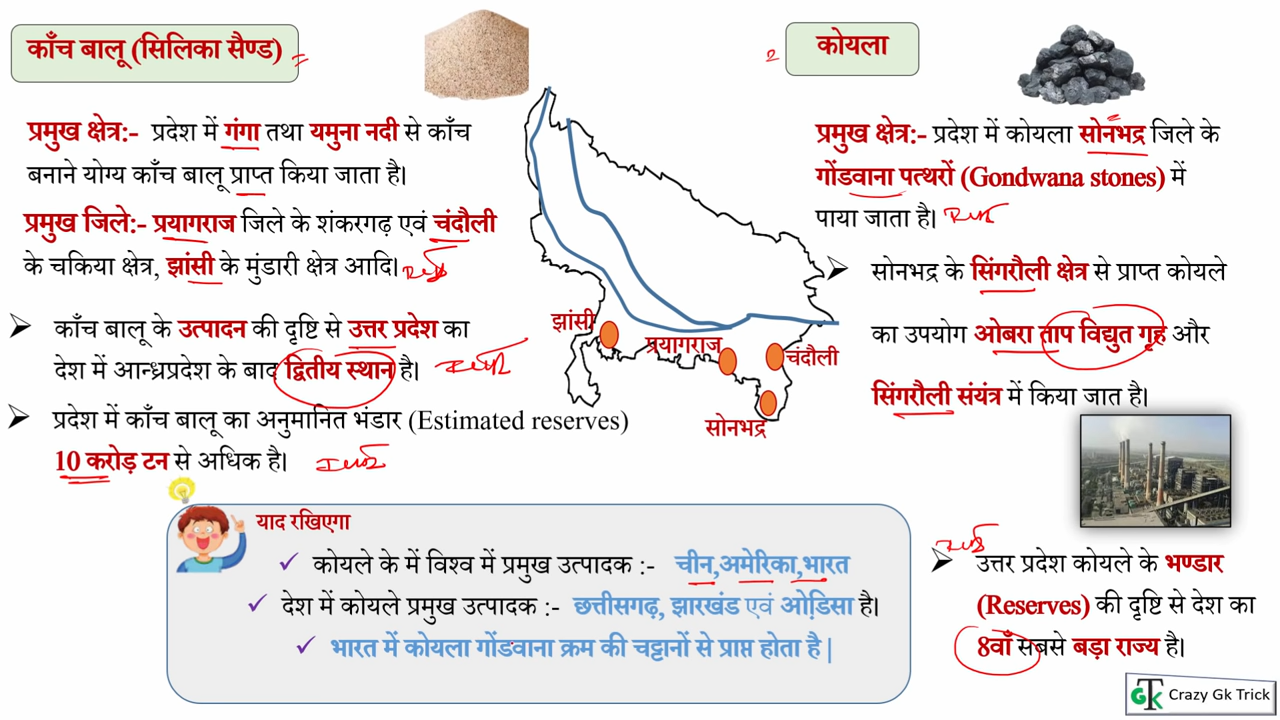 काँच बालू (सिलिका सैण्ड)
प्रमुख क्षेत्र:- प्रदेश में गंगा तथा यमुना नदी से काँच
बनाने योग्य काँच बालू प्राप्त किया जाता है।
प्रमुख जिले:- प्रयागराज जिले के शंकरगढ़ एवं चंदौली
के चकिया क्षेत्र, झांसी के मुंडारी क्षेत्र आदि।
काँच बालू के उत्पादन की दृष्टि से उत्तर प्रदेश का
देश में आन्ध्रप्रदेश के बाद द्वितीय स्थान है।
प्रदेश में काँच बालू का अनुमानित भंडार (Estimated reserves)
10 करोड़ टन से अधिक है।
झांसी
प्रयागराज
चंदौली
सोनभद्र
कोयला
प्रमुख क्षेत्र:- प्रदेश में कोयला सोनभद्र जिले के
गोंडवाना पत्थरों (Gondwana stones) में
पाया जाता है।
सोनभद्र के सिंगरौली क्षेत्र से प्राप्त कोयले
का उपयोग ओबरा ताप विद्युत गृह और
सिंगरौली संयंत्र में किया जात है।
उत्तर प्रदेश कोयले के भण्डार
(Reserves) की दृष्टि से देश का
8वाँ सबसे बड़ा राज्य है।
याद रखिएगा
कोयले के में विश्व में प्रमुख उत्पादक :- चीन,अमेरिका,भारत
देश में कोयले प्रमुख उत्पादक :- छत्तीसगढ़, झारखंड एवं ओडिसा है।
भारत में कोयला गोंडवाना क्रम की चट्टानों से प्राप्त होता है |
GTK Crazy Gk Trick